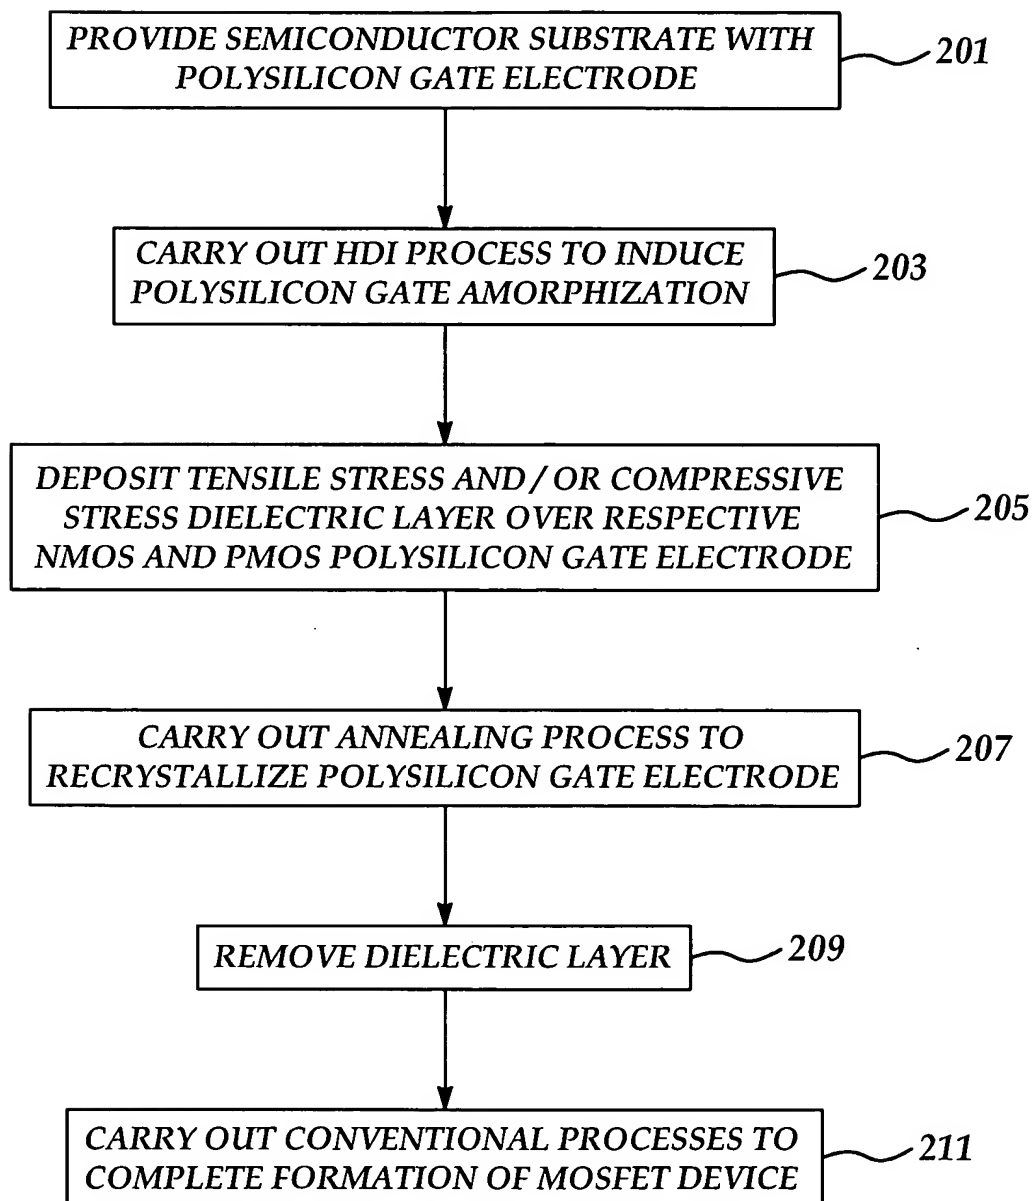 PROVIDE SEMICONDUCTOR SUBSTRATE WITH
POLYSILICON GATE ELECTRODE
201
CARRY OUT HDI PROCESS TO INDUCE
POLYSILICON GATE AMORPHIZATION
203
DEPOSIT TENSILE STRESS AND/OR COMPRESSIVE
STRESS DIELECTRIC LAYER OVER RESPECTIVE
NMOS AND PMOS POLYSILICON GATE ELECTRODE
205
CARRY OUT ANNEALING PROCESS TO
RECRYSTALLIZE POLYSILICON GATE ELECTRODE
207
REMOVE DIELECTRIC LAYER
209
CARRY OUT CONVENTIONAL PROCESSES TO
COMPLETE FORMATION OF MOSFET DEVICE
211